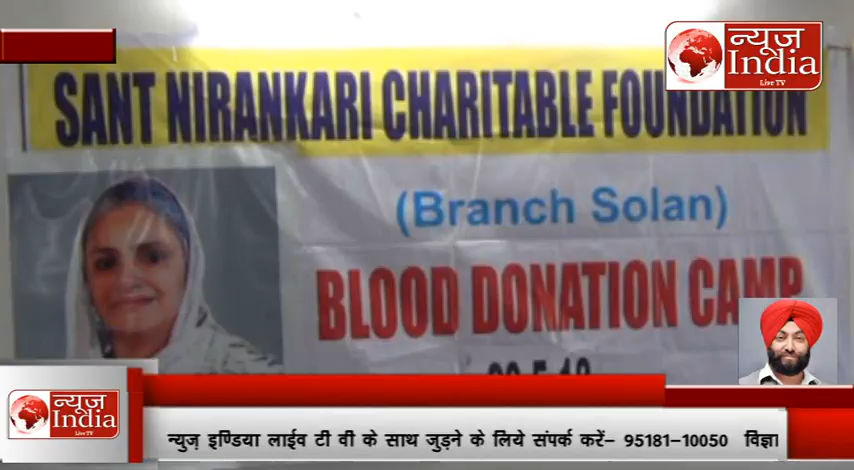 न्यूज़
India
Live TV
SANT NIRANKARI CHARITABLE FOUNDATION
(Branch Solan)
BLOOD DONATION CAMP
न्यूज़
India
Live TV
न्युज़ इण्डिया लाईव टी वी के साथ जुड़ने के लिये संपर्क करें- 95181-10050 विज्ञा